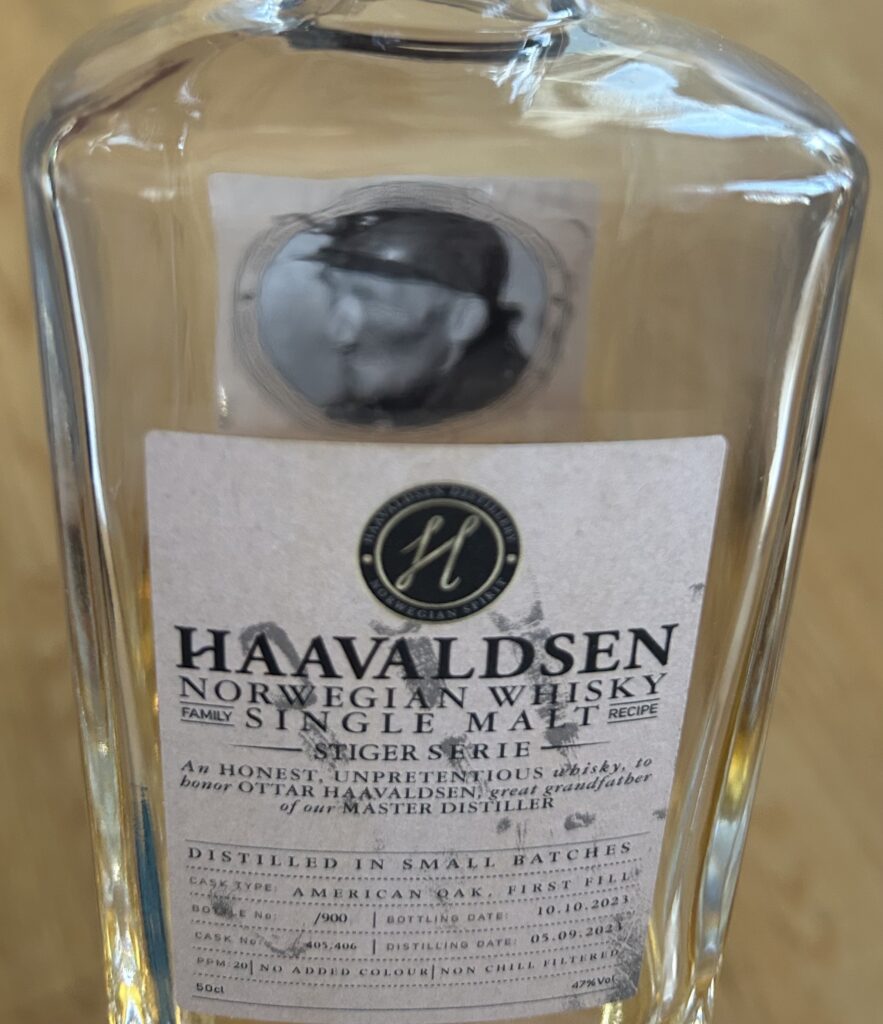 HAAVALDSEN DISTILLERY
H
NORWEGIAN SPIRIT
HAAVALDSEN
NORWEGIAN WHISKY
FAMILY SINGLE MALT RECIPE
STIGER SERIE
An HONEST, UNPRETENTIOUS whisky, to
honor OTTAR HAAVALDSEN, great grandfather
of our MASTER DISTILLER
DISTILLED IN SMALL BATCHES
CASK TYPE: AMERICAN OAK, FIRST FILL
BOTTLE No: /900 | BOTTLING DATE: 10.10.2023
CASK No: 405,406 | DISTILLING DATE: 05.09.2023
PPM: 20 | NO ADDED COLOUR | NON CHILL FILTERED
50cl 47%Vol